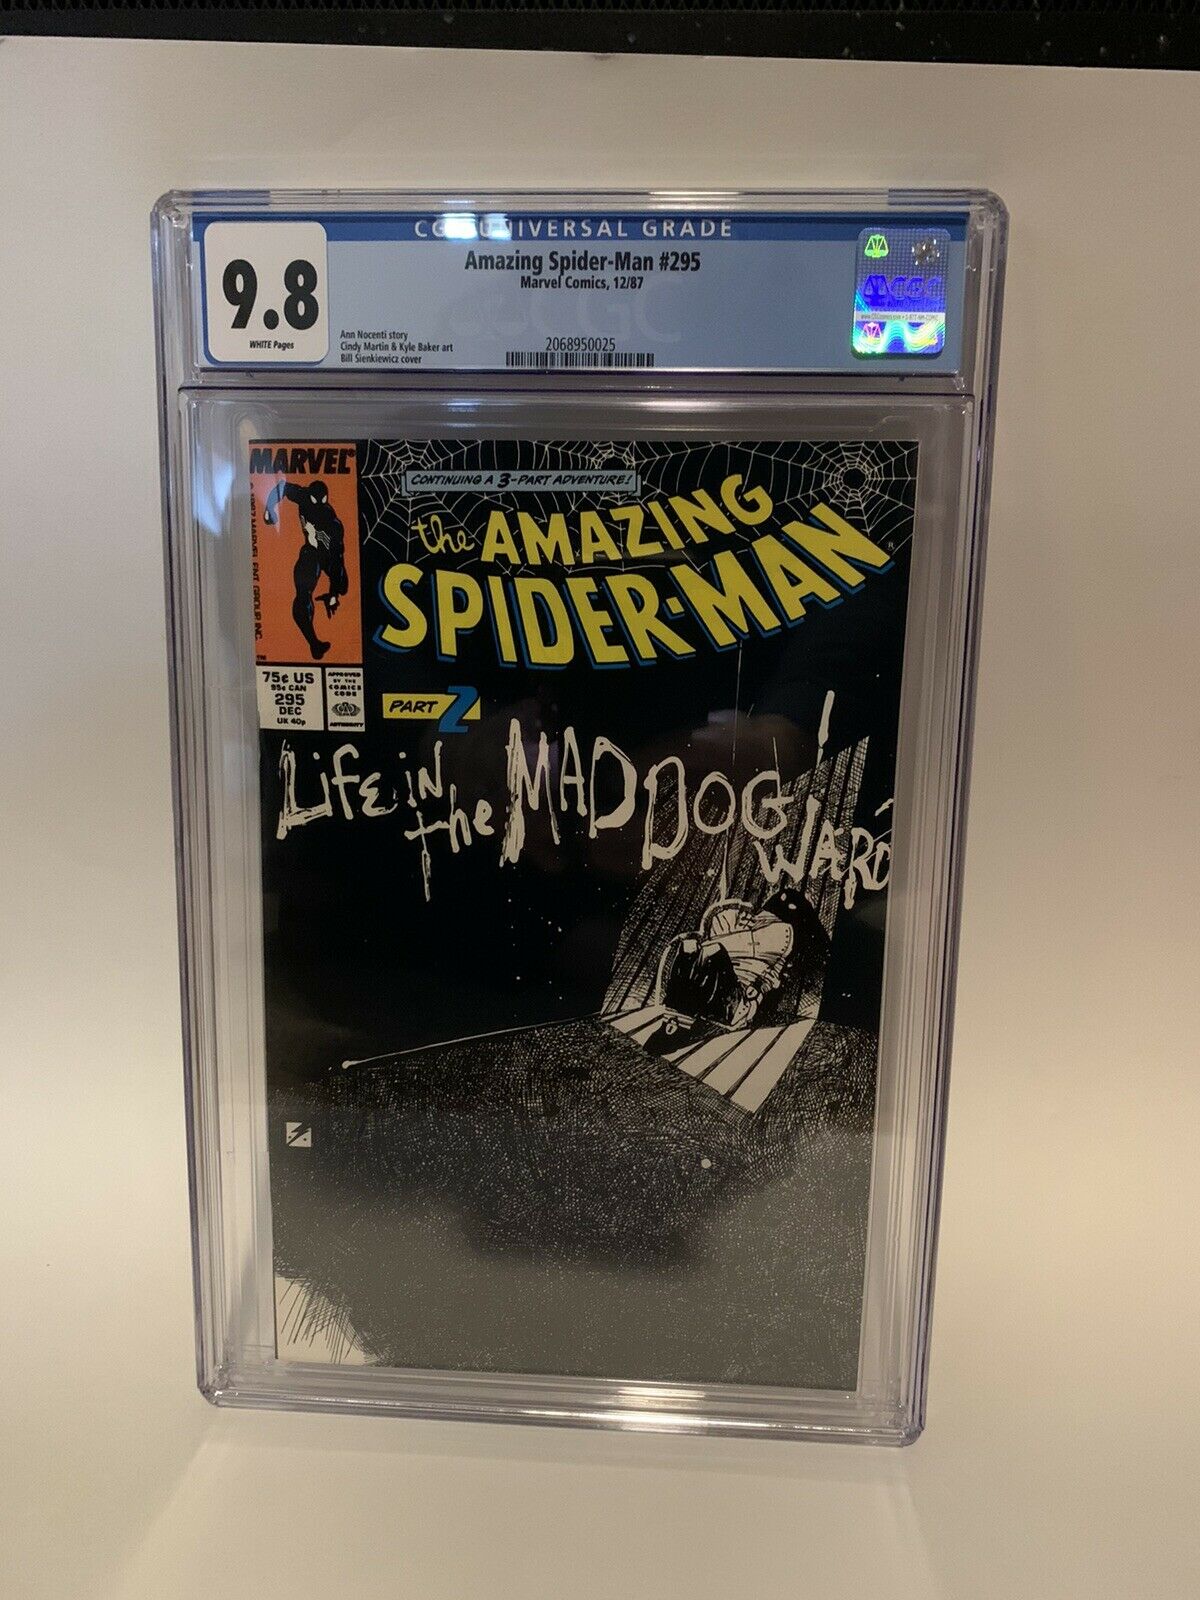 CGC UNIVERSAL GRADE
9.8
WHITE Pages
Amazing Spider-Man #295
Marvel Comics, 12/87
Ann Nocenti story
Cindy Martin & Kyle Baker art
Bill Sienkiewicz cover
2068950025
CGC
CGC
MARVEL
CONTINUING A 3-PART ADVENTURE!
the AMAZING
SPIDER-MAN
75¢ US
95¢ CAN
295
DEC
UK 40p
APPROVED
BY THE
COMICS
CODE
AUTHORITY
PART 2
Life in the MAD DOG WARD